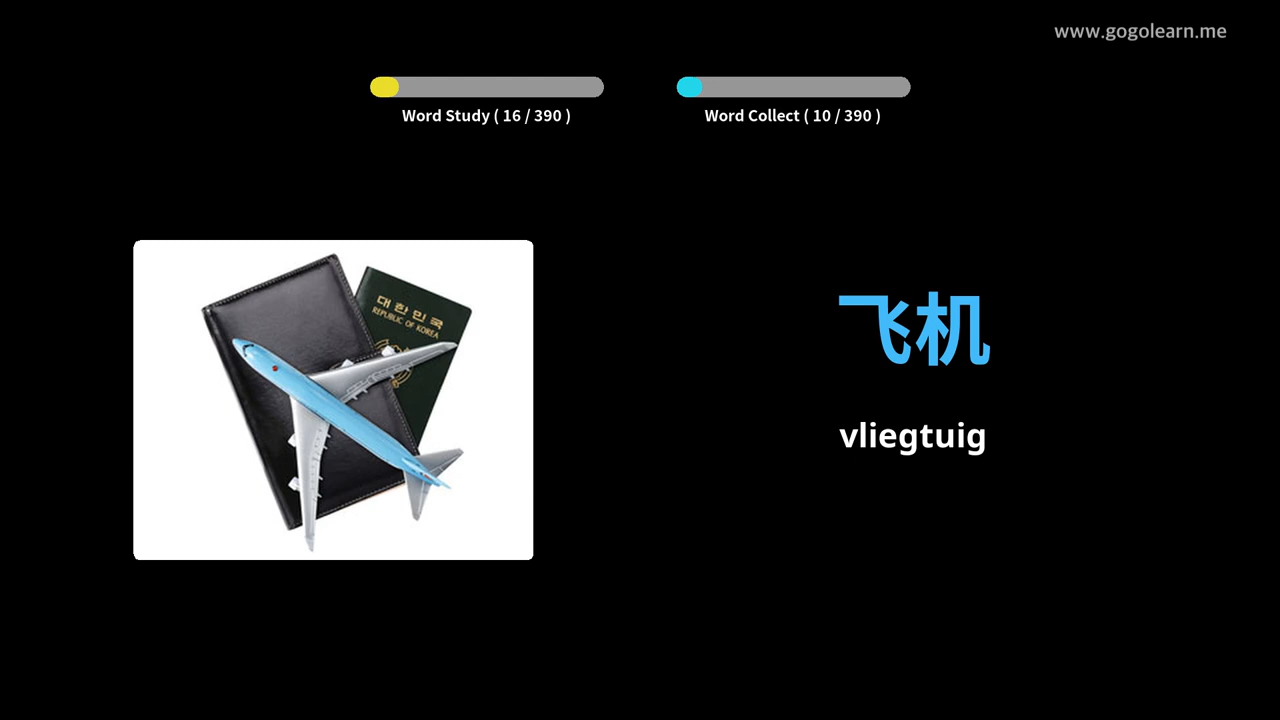 www.gogolearn.me
Word Study ( 16 / 390 )
Word Collect ( 10 / 390 )
대한민국
REPUBLIC OF KOREA
飞机
vliegtuig